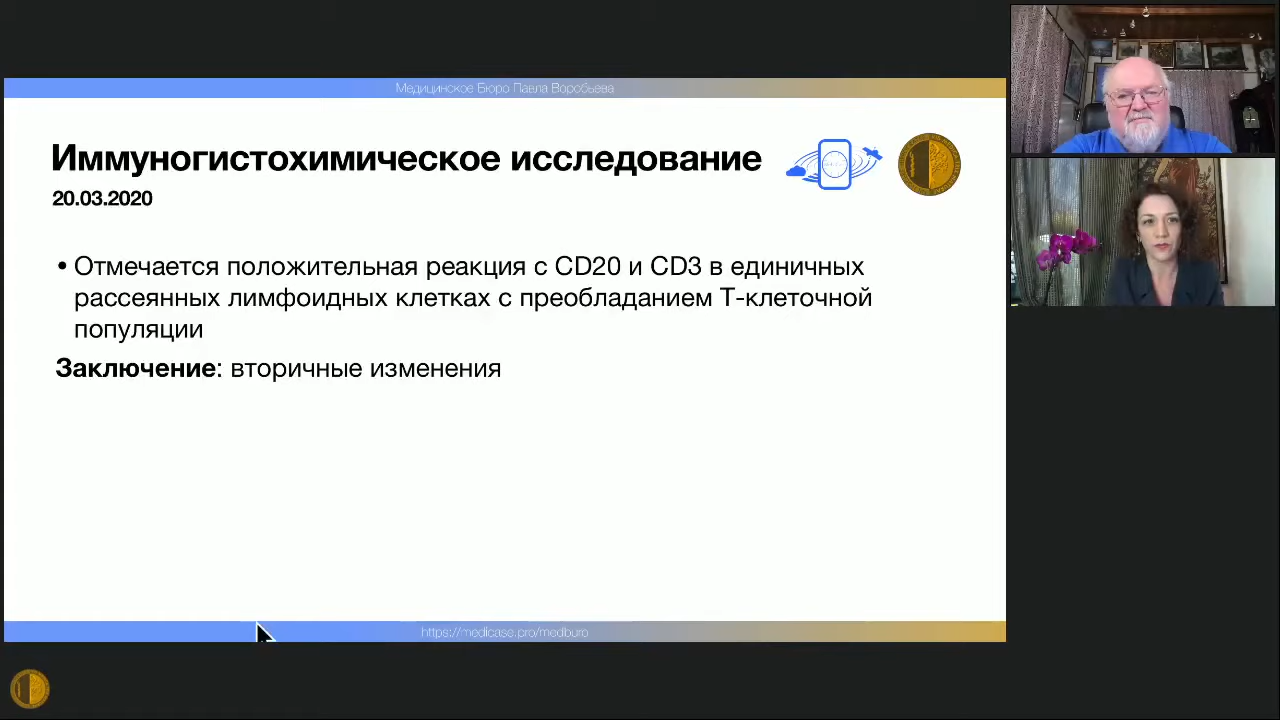 Медицинское Бюро Павла Воробьева
Иммуногистохимическое исследование
20.03.2020
• Отмечается положительная реакция с CD20 и CD3 в единичных
рассеянных лимфоидных клетках с преобладанием Т-клеточной
популяции
Заключение: вторичные изменения
https://medicase.pro/medburo